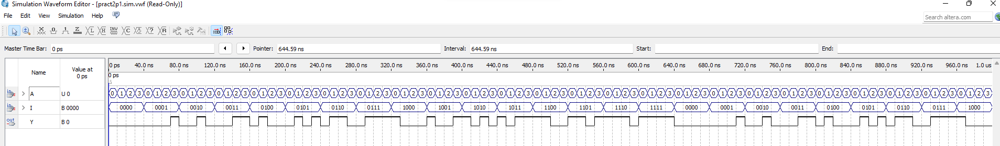 Simulation Waveform Editor - [pract2p1.sim.vwf (Read-Only)]
File Edit View Simulation Help
Search altera.com
Master Time Bar: 0 ps Pointer: 644.59 ns Interval: 644.59 ns Start: End:
Name Value at 0 ps
0 ps 40.0 ns 80.0 ns 120.0 ns 160.0 ns 200.0 ns 240.0 ns 280.0 ns 320.0 ns 360.0 ns 400.0 ns 440.0 ns 480.0 ns 520.0 ns 560.0 ns 600.0 ns 640.0 ns 680.0 ns 720.0 ns 760.0 ns 800.0 ns 840.0 ns 880.0 ns 920.0 ns 960.0 ns 1.0 us
0 ps
A U 0 0 1 2 3 0 1 2 3 0 1 2 3 0 1 2 3 0 1 2 3 0 1 2 3 0 1 2 3 0 1 2 3 0 1 2 3 0 1 2 3 0 1 2 3 0 1 2 3 0 1 2 3 0 1 2 3 0 1 2 3 0 1 2 3 0 1 2 3 0 1 2 3 0 1 2 3 0 1 2 3 0 1 2 3 0 1 2 3 0 1 2 3 0 1 2 3 0 1 2 3
I B 0000 0000 0001 0010 0011 0100 0101 0110 0111 1000 1001 1010 1011 1100 1101 1110 1111 0000 0001 0010 0011 0100 0101 0110 0111 1000
Y B 0